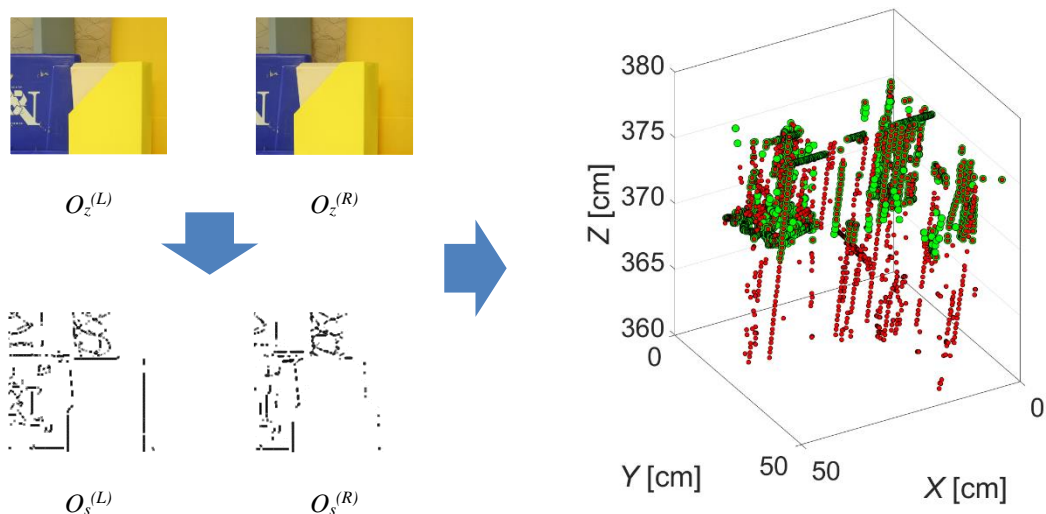 O_z^(L)
O_z^(R)
O_s^(L)
O_s^(R)
380
375
370
365
360
0
50
50
0
Z [cm]
Y [cm]
X [cm]